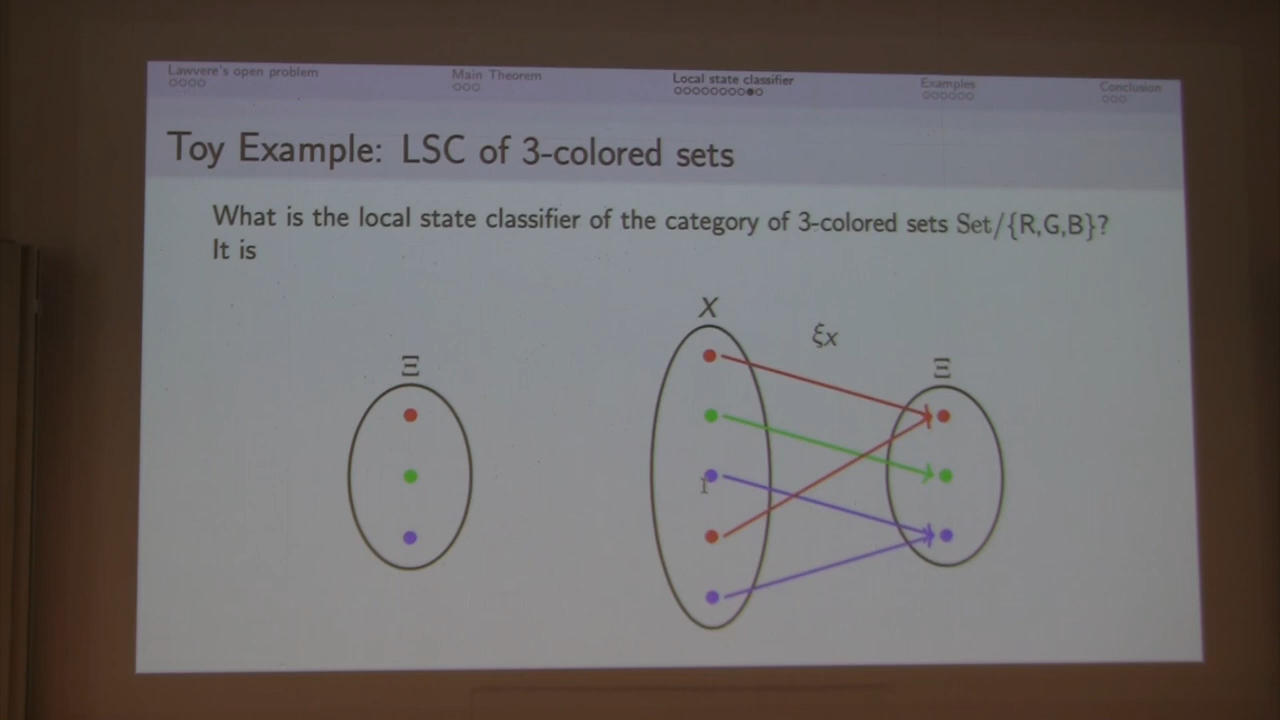 Lawvere's open problem
Main Theorem
Local state classifier
Examples
Conclusion
Toy Example: LSC of 3-colored sets
What is the local state classifier of the category of 3-colored sets Set/{R,G,B}?
It is
Ξ
X
ξx
Ξ